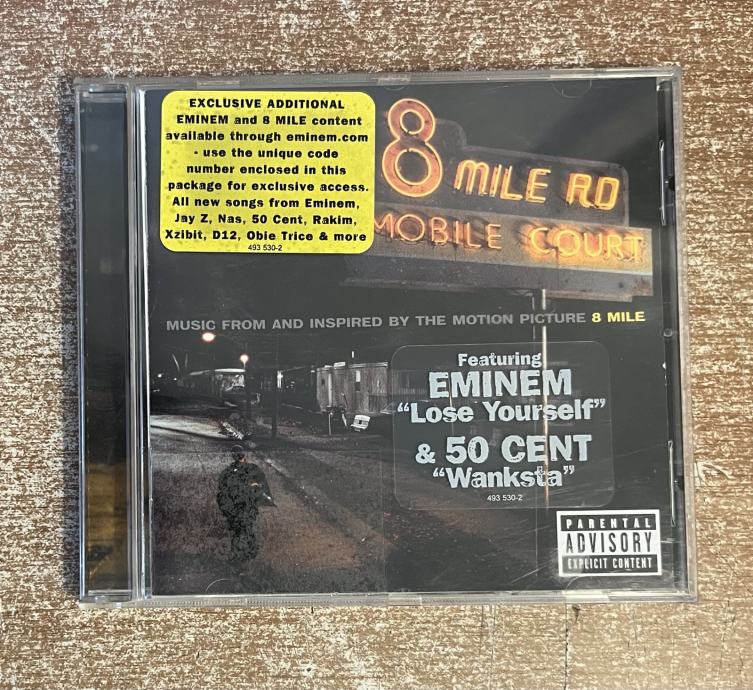 EXCLUSIVE ADDITIONAL
EMINEM and 8 MILE content
available through eminem.com
- use the unique code
number enclosed in this
package for exclusive access.
All new songs from Eminem,
Jay Z, Nas, 50 Cent, Rakim,
Xzibit, D12, Obie Trice & more
493 530-2
8 MILE RD
MOBILE COURT
MUSIC FROM AND INSPIRED BY THE MOTION PICTURE 8 MILE
Featuring
EMINEM
“Lose Yourself”
& 50 CENT
“Wanksta”
493 530-2
PARENTAL
ADVISORY
EXPLICIT CONTENT